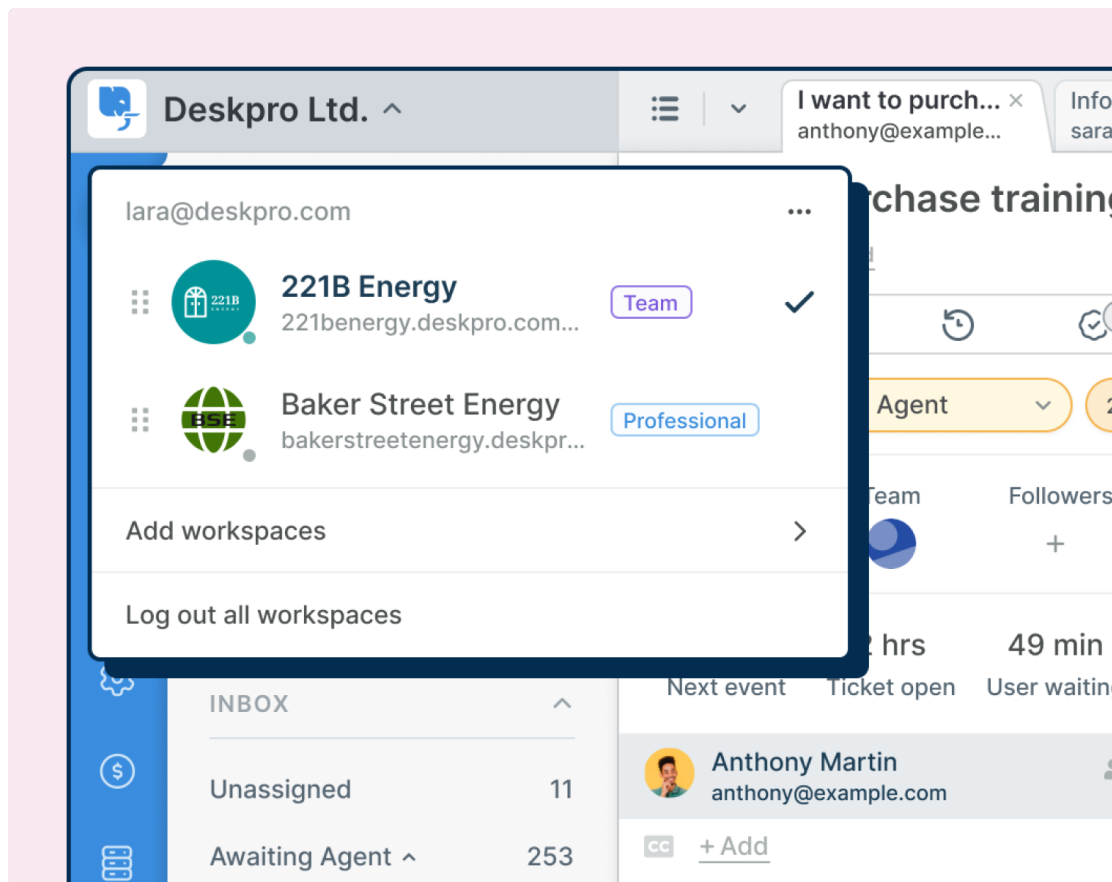 Deskpro Ltd.
I want to purch...
anthony@example...
Info
sara
lara@deskpro.com
221B
ENERGY
221B Energy
221benergy.deskpro.com...
Team
BSE
Baker Street Energy
bakerstreetenergy.deskpr...
Professional
Add workspaces
Log out all workspaces
rchase training
Agent
2
Team
Followers
2 hrs
49 min
Next event
Ticket open
User waitin
INBOX
Unassigned
11
Awaiting Agent
253
Anthony Martin
anthony@example.com
CC
+ Add